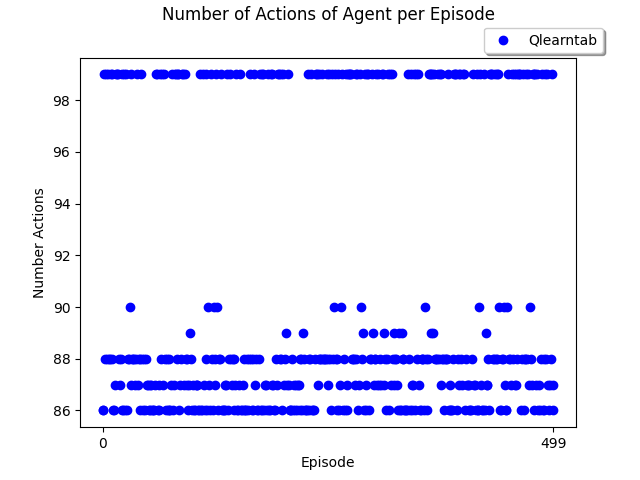 Number of Actions of Agent per Episode
Qlearntab
98
96
94
92
90
88
86
Number Actions
0
499
Episode